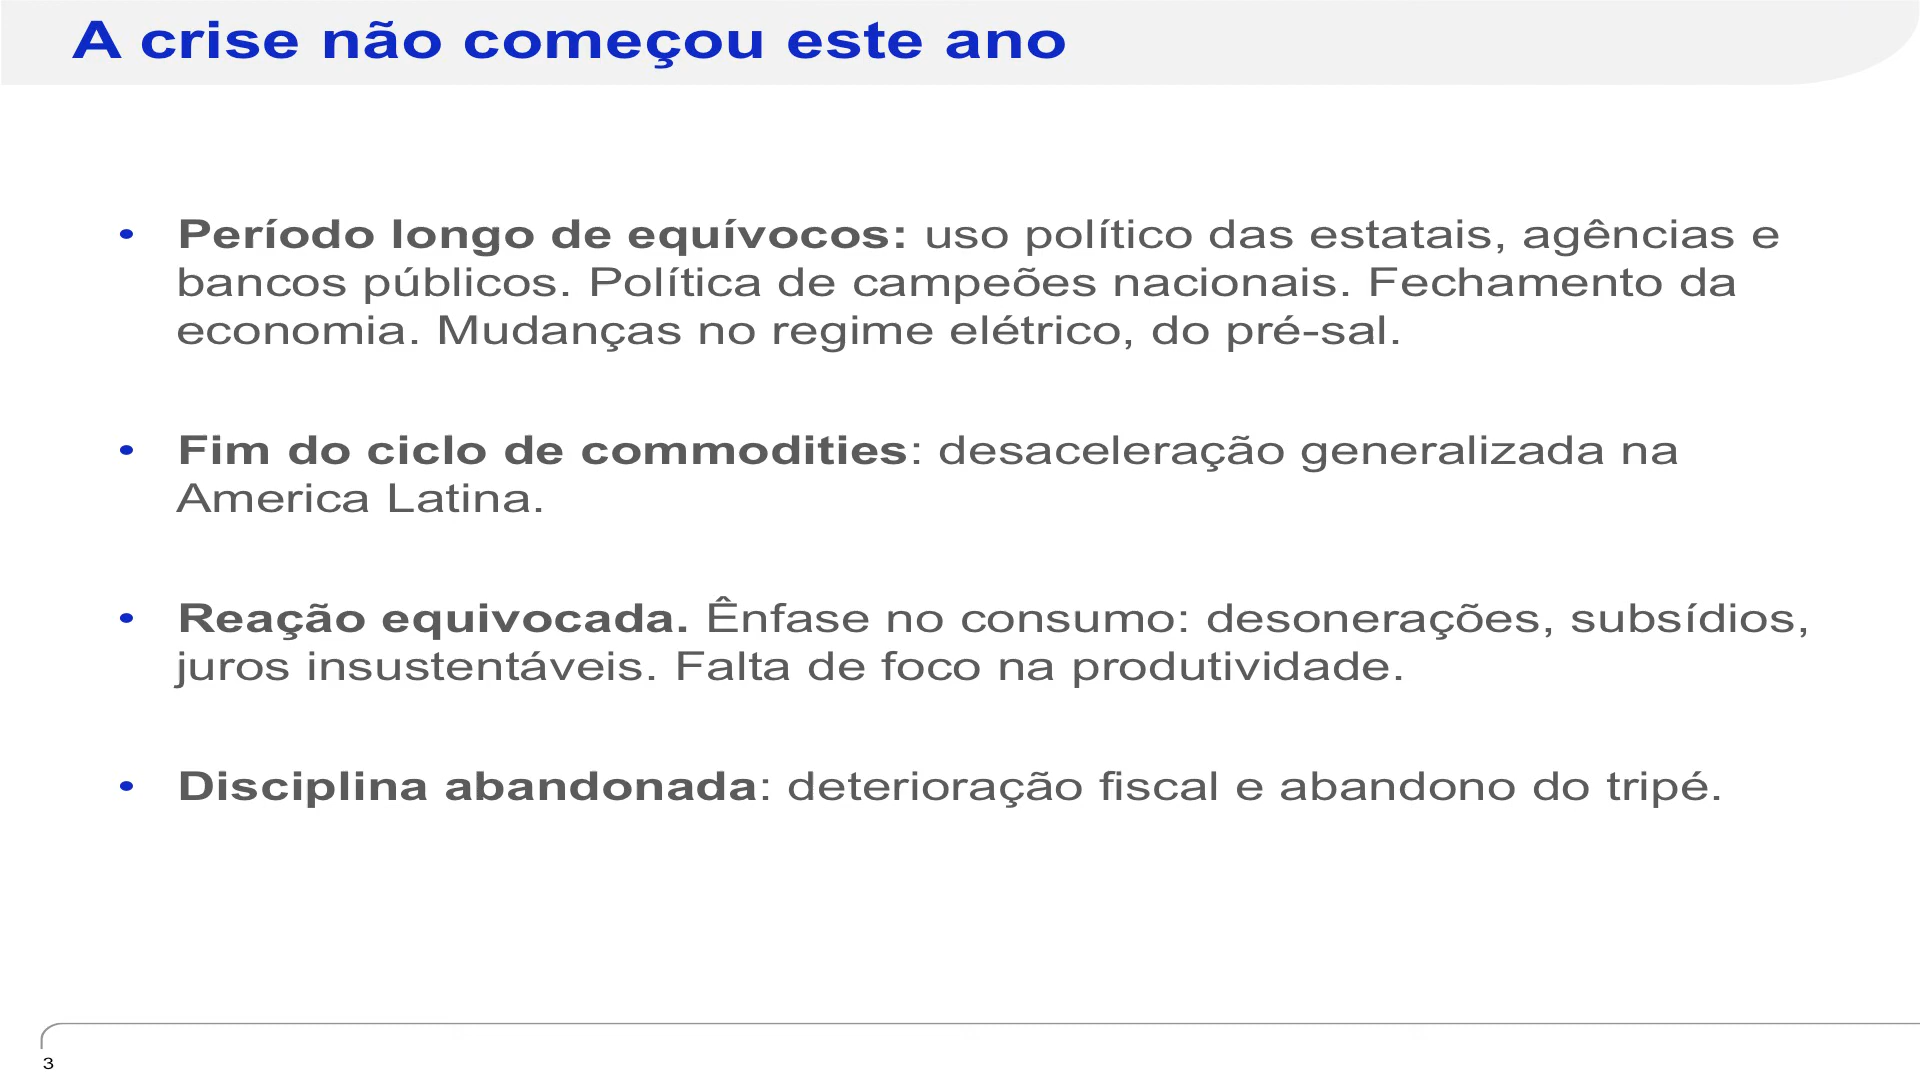 A crise não começou este ano
• Período longo de equívocos: uso político das estatais, agências e
bancos públicos. Política de campeões nacionais. Fechamento da
economia. Mudanças no regime elétrico, do pré-sal.
• Fim do ciclo de commodities: desaceleração generalizada na
America Latina.
• Reação equivocada. Ênfase no consumo: desonerações, subsídios,
juros insustentáveis. Falta de foco na produtividade.
• Disciplina abandonada: deterioração fiscal e abandono do tripé.
3